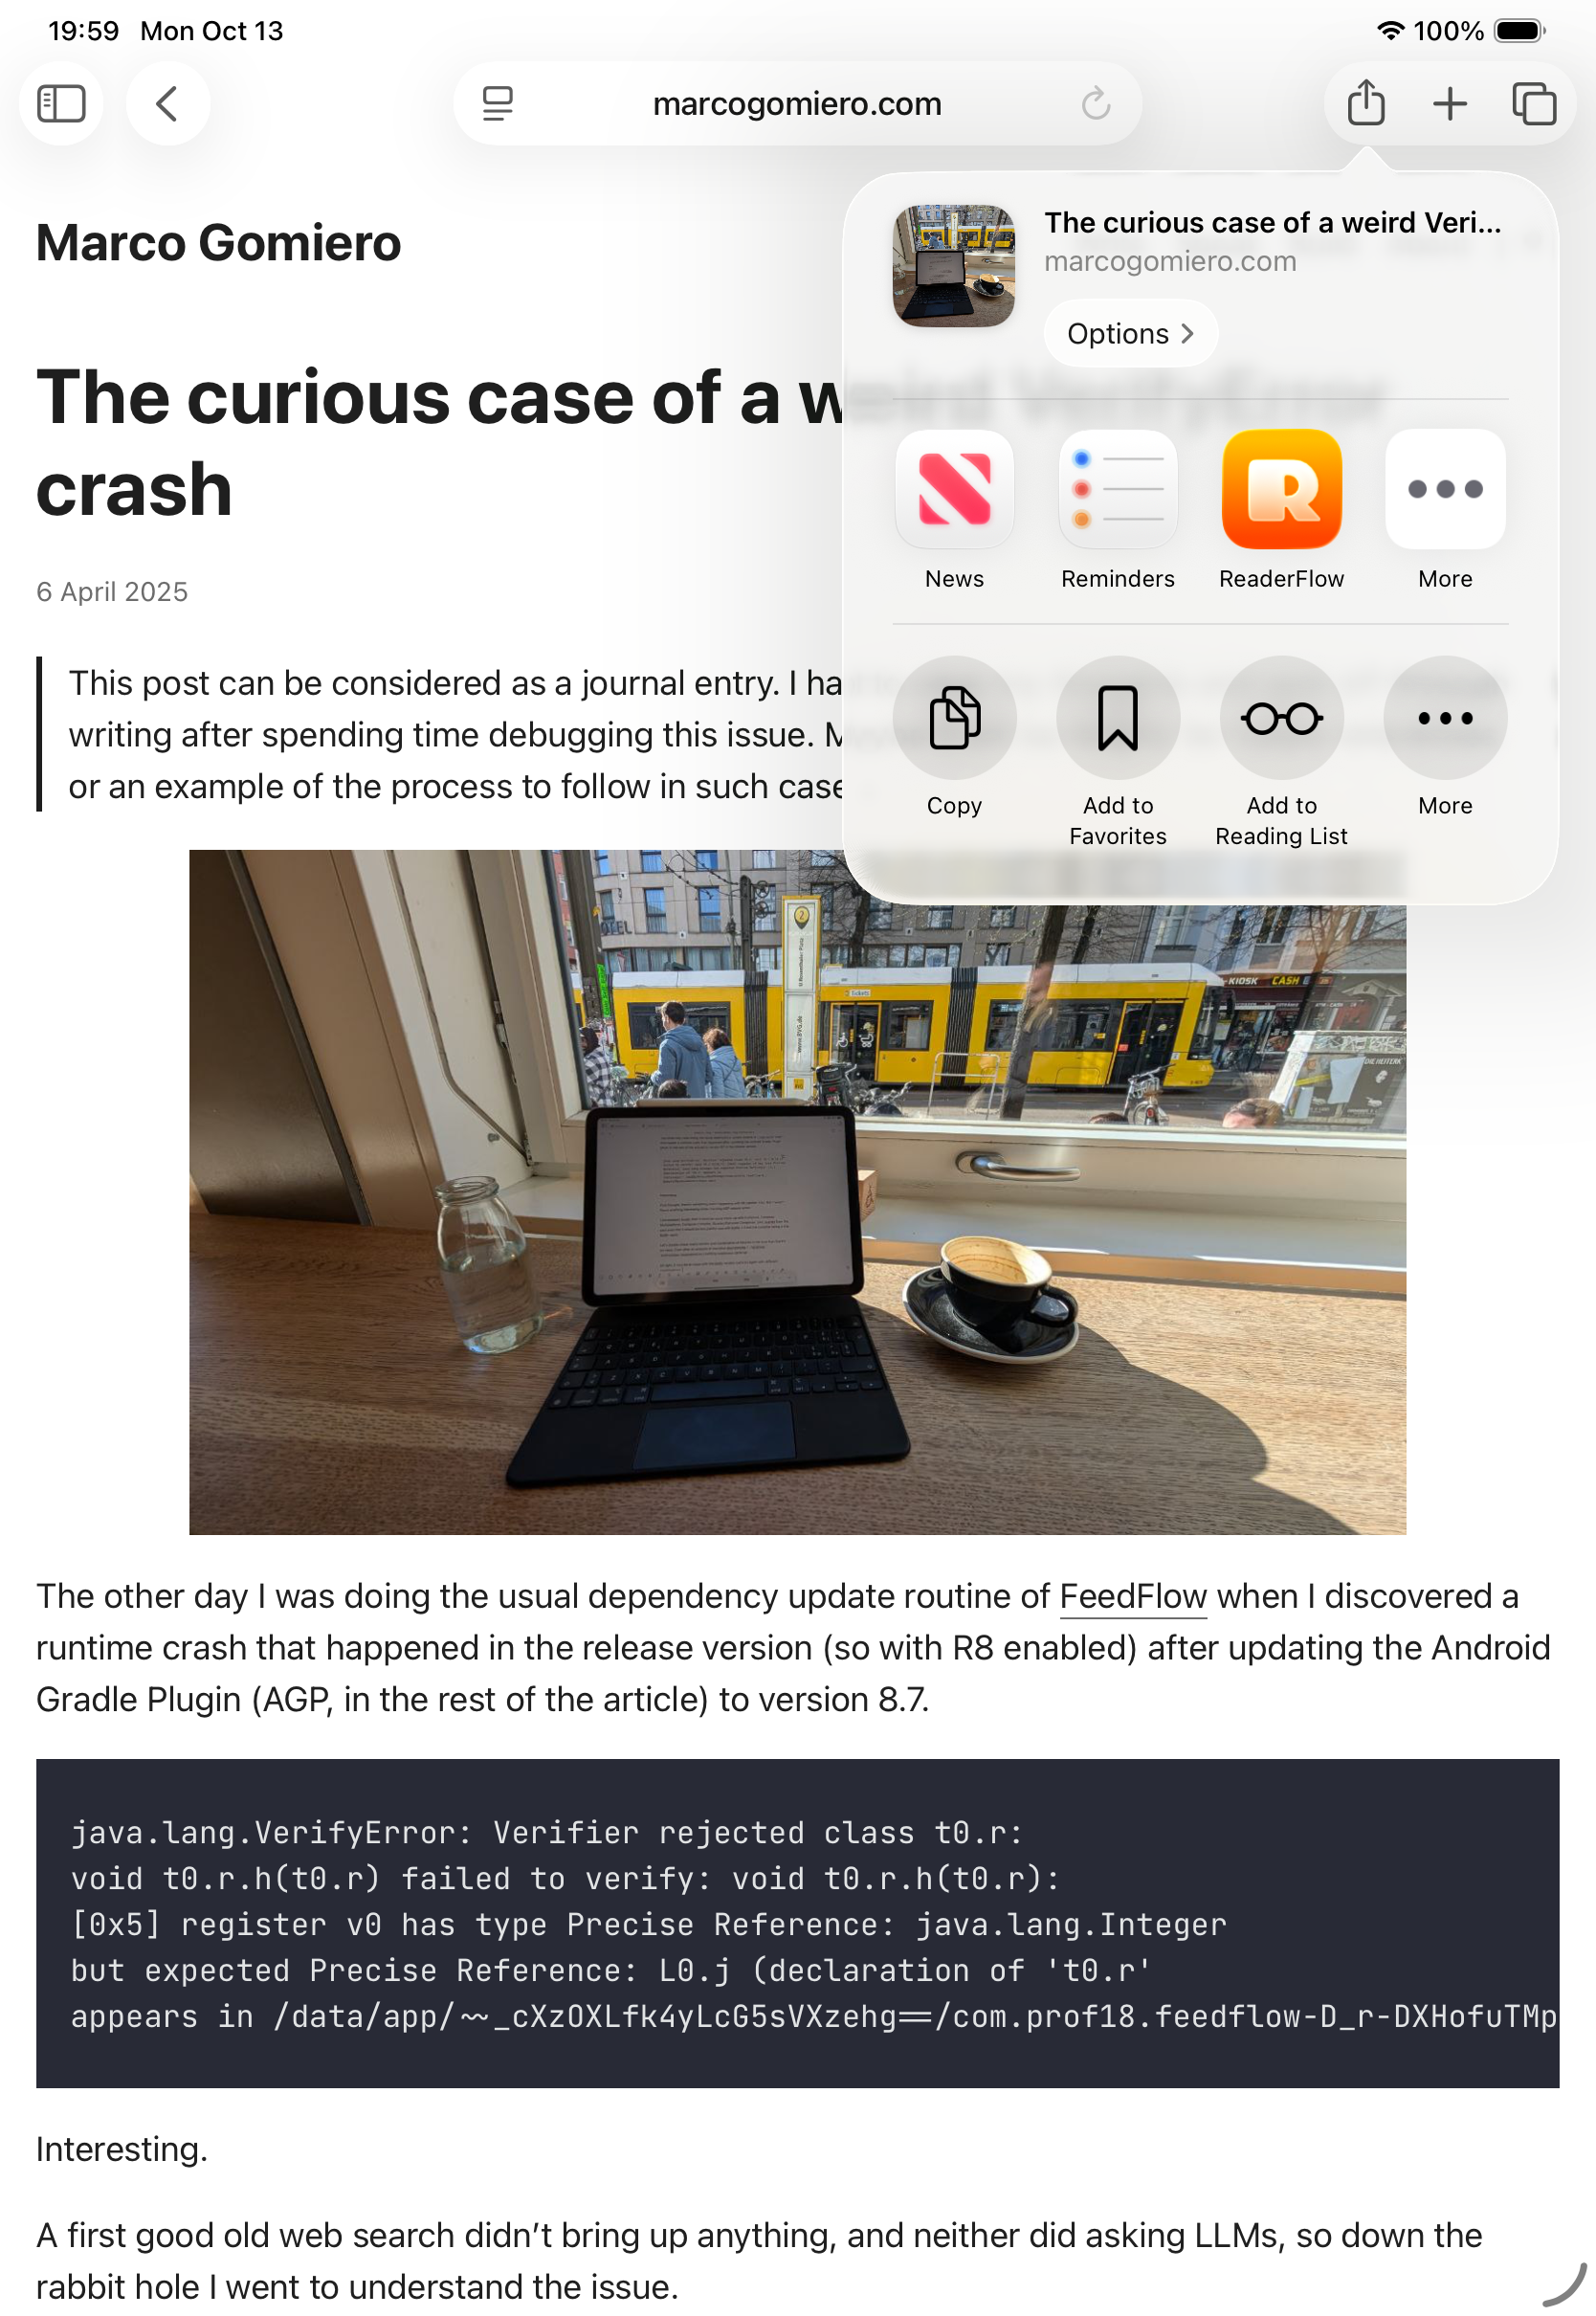 19:59 Mon Oct 13
100%
marcogomiero.com
Marco Gomiero
The curious case of a weird VerifyError
crash
6 April 2025
This post can be considered as a journal entry. I ha
writing after spending time debugging this issue.
or an example of the process to follow in such case
The curious case of a weird Veri...
marcogomiero.com
Options
News
Reminders
ReaderFlow
More
Copy
Add to
Favorites
Add to
Reading List
More
KIOSK CASH
The other day I was doing the usual dependency update routine of FeedFlow when I discovered a
runtime crash that happened in the release version (so with R8 enabled) after updating the Android
Gradle Plugin (AGP, in the rest of the article) to version 8.7.
java.lang.VerifyError: Verifier rejected class t0.r:
void t0.r.h(t0.r) failed to verify: void t0.r.h(t0.r):
[0x5] register v0 has type Precise Reference: java.lang.Integer
but expected Precise Reference: L0.j (declaration of 't0.r'
appears in /data/app/~~_cXzOXLfk4yLcG5sVXzehg==/com.prof18.feedflow-D_r-DXHofuTMp
Interesting.
A first good old web search didn’t bring up anything, and neither did asking LLMs, so down the
rabbit hole I went to understand the issue.